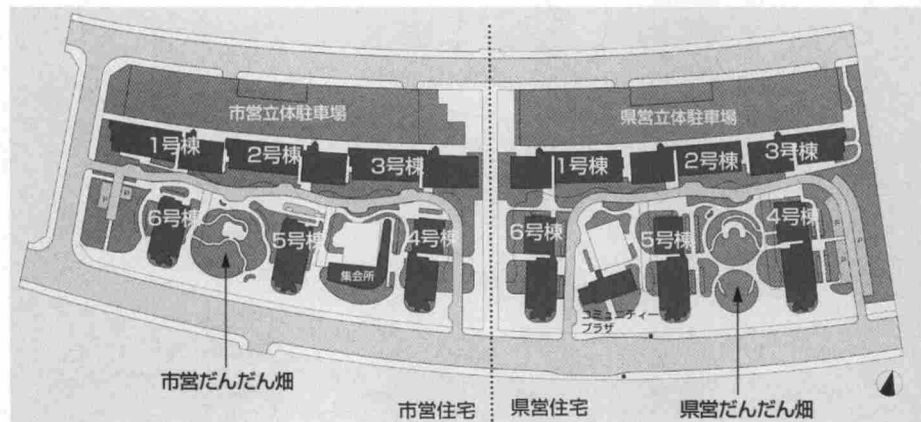 市営立体駐車場
県営立体駐車場
1号棟
2号棟
3号棟
1号棟
2号棟
3号棟
6号棟
5号棟
4号棟
6号棟
5号棟
4号棟
集会所
コミュニティー
プラザ
市営だんだん畑
市営住宅
県営住宅
県営だんだん畑